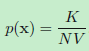 p(x) = K / NV